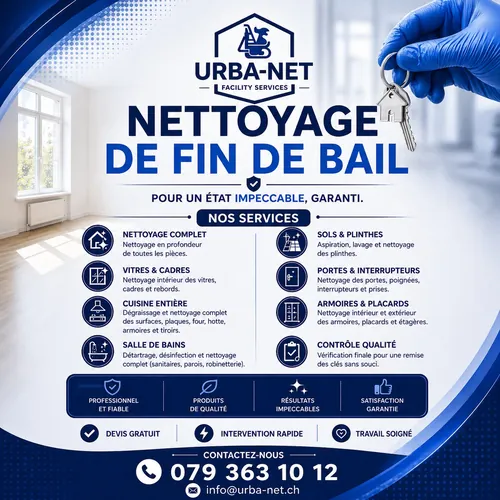 URBA-NET
FACILITY SERVICES
NETTOYAGE
DE FIN DE BAIL
POUR UN ÉTAT IMPECCABLE, GARANTI.
NOS SERVICES
NETTOYAGE COMPLET
Nettoyage en profondeur
de toutes les pièces.
VITRES & CADRES
Nettoyage intérieur des vitres,
cadres et rebords.
CUISINE ENTIÈRE
Dégraissage et nettoyage complet
des surfaces, plaques, four, hotte,
armoires et tiroirs.
SALLE DE BAINS
Détartrage, désinfection et nettoyage
complet (sanitaires, parois, robinetterie).
SOLS & PLINTHES
Aspiration, lavage et nettoyage
des plinthes.
PORTES & INTERRUPTEURS
Nettoyage des portes, poignées,
interrupteurs et prises.
ARMOIRES & PLACARDS
Nettoyage intérieur et extérieur
des armoires, placards et étagères.
CONTRÔLE QUALITÉ
Vérification finale pour une remise
des clés sans souci.
PROFESSIONNEL
ET FIABLE
PRODUITS
DE QUALITÉ
RÉSULTATS
IMPECCABLES
SATISFACTION
GARANTIE
DEVIS GRATUIT
INTERVENTION RAPIDE
TRAVAIL SOIGNÉ
CONTACTEZ-NOUS
079 363 10 12
info@urba-net.ch